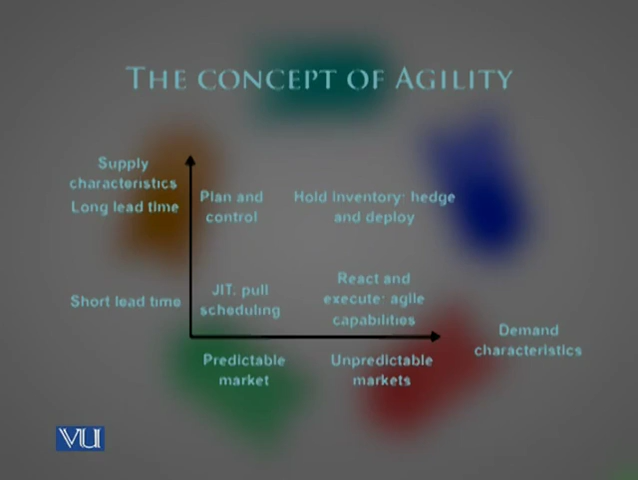 THE CONCEPT OF AGILITY
Supply
characteristics
Long lead time
Plan and
control
Hold Inventory: hedge
and deploy
Short lead time
JIT: pull
scheduling
React and
execute: agile
capabilities
Predictable
market
Unpredictable
markets
Demand
characteristics
VU